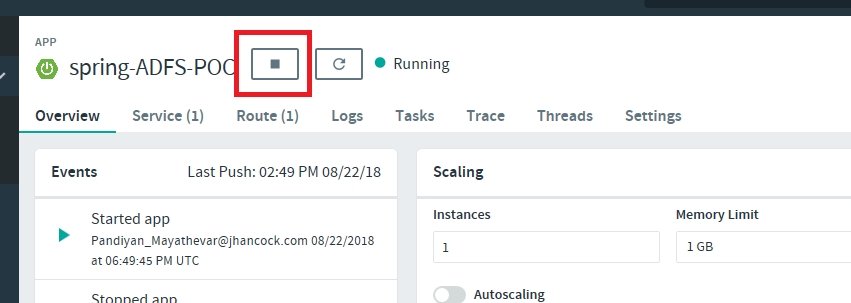 APP
spring-ADFS-POC
Running
Overview Service (1) Route (1) Logs Tasks Trace Threads Settings
Events Last Push: 02:49 PM 08/22/18
Started app
Pandiyan_Mayathevar@jhancock.com 08/22/2018
at 06:49:45 PM UTC
Stopped app
Scaling
Instances Memory Limit
1 1 GB
Autoscaling